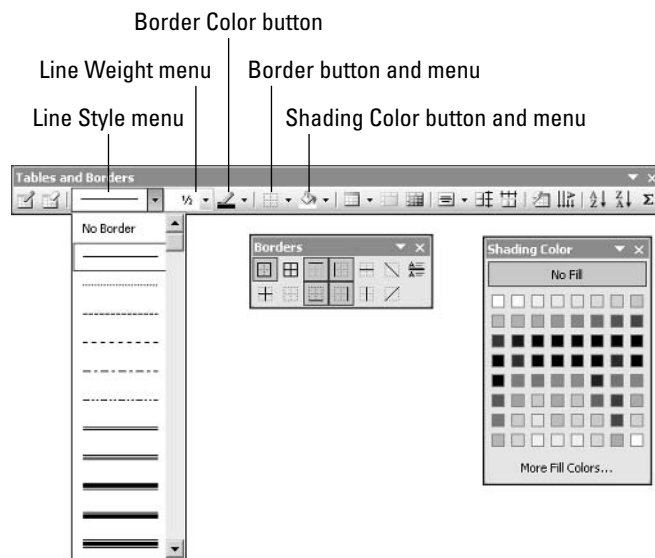 Border Color button
Line Weight menu
Border button and menu
Line Style menu
Shading Color button and menu
Tables and Borders
½
A
Z
Z
A
Σ
No Border
Borders
Shading Color
No Fill
More Fill Colors...